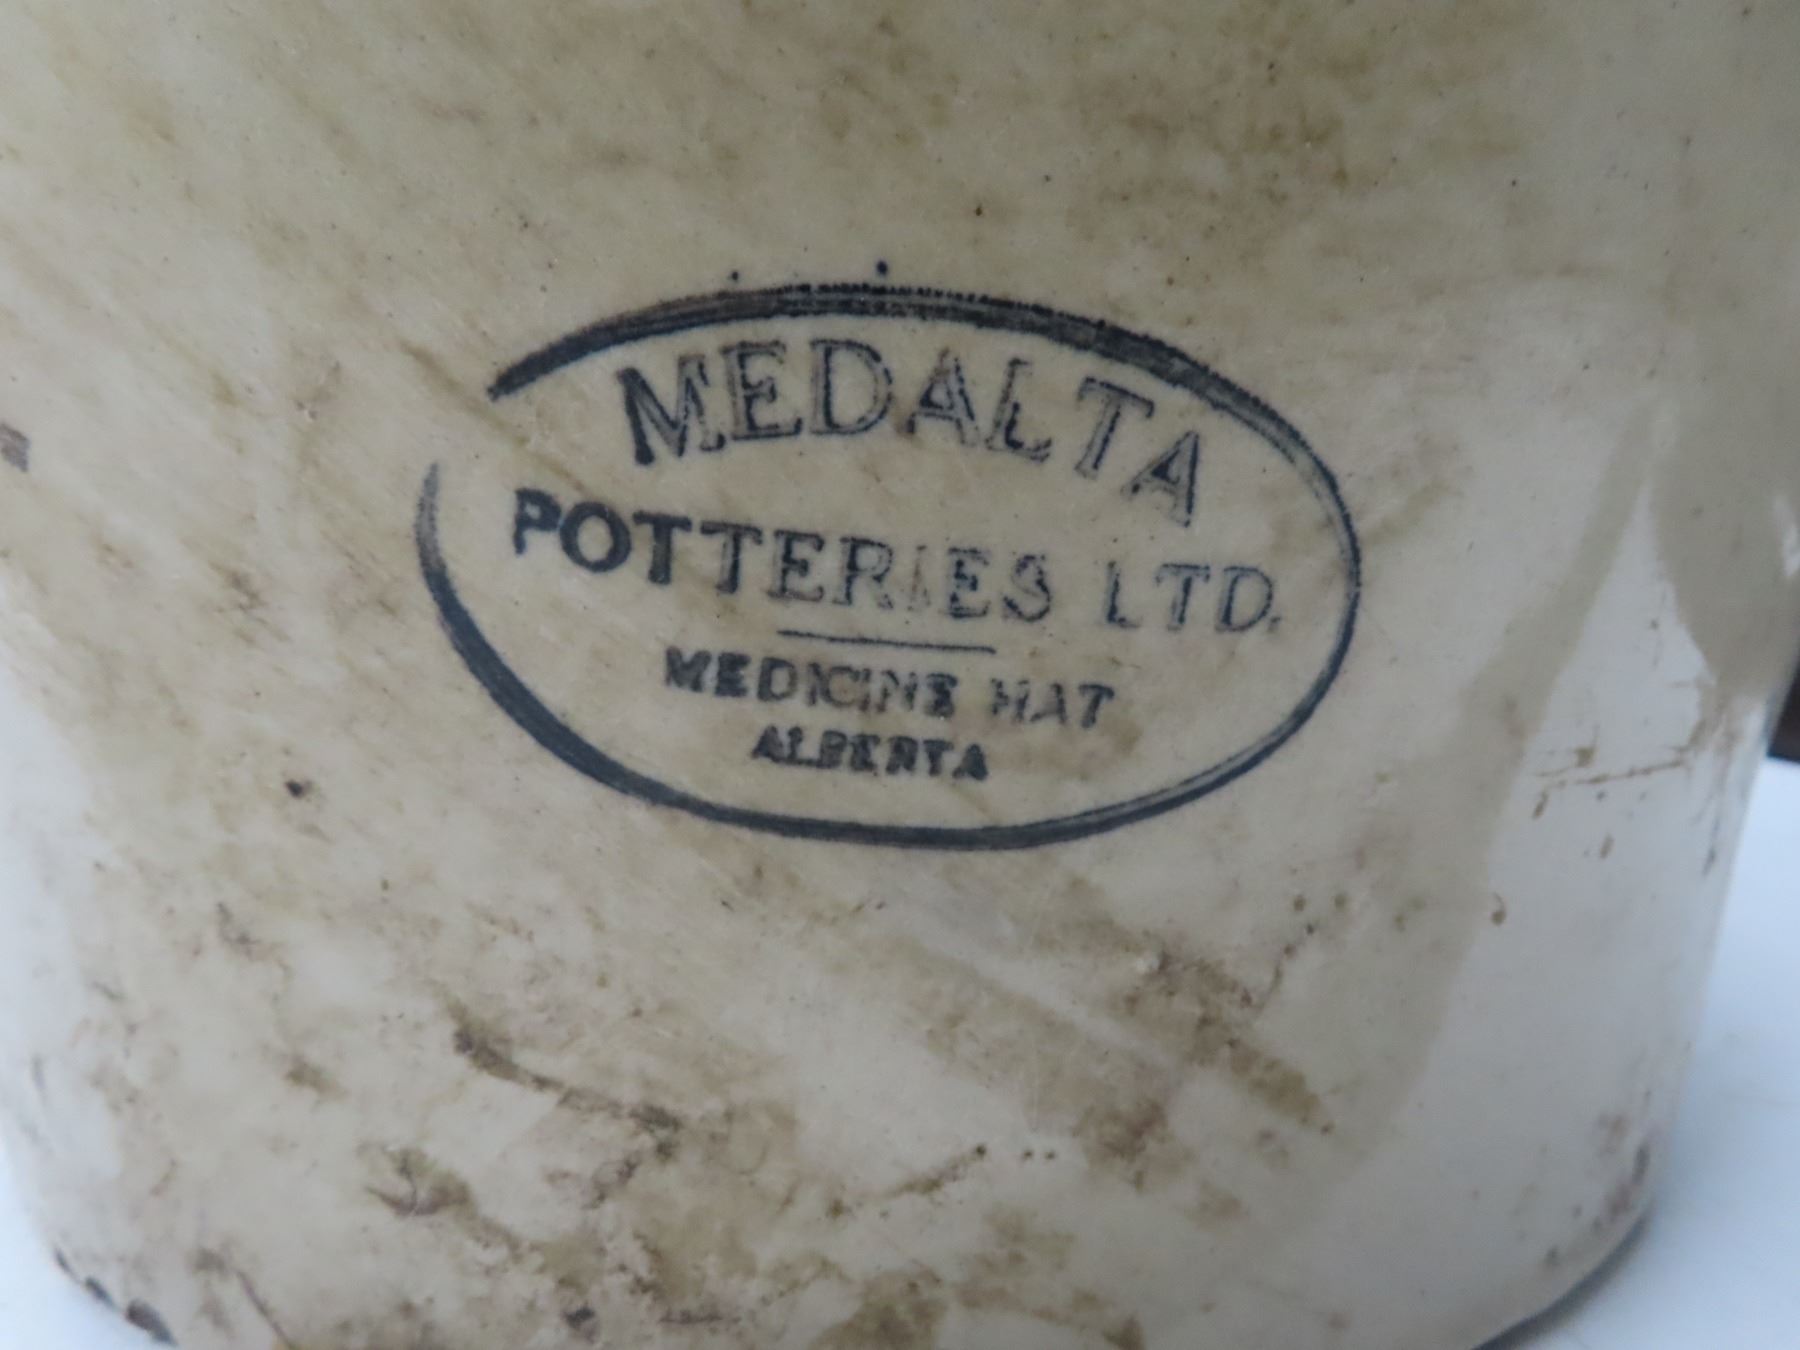 MEDALTA
POTTERIES LTD.
MEDICINE HAT
ALBERTA